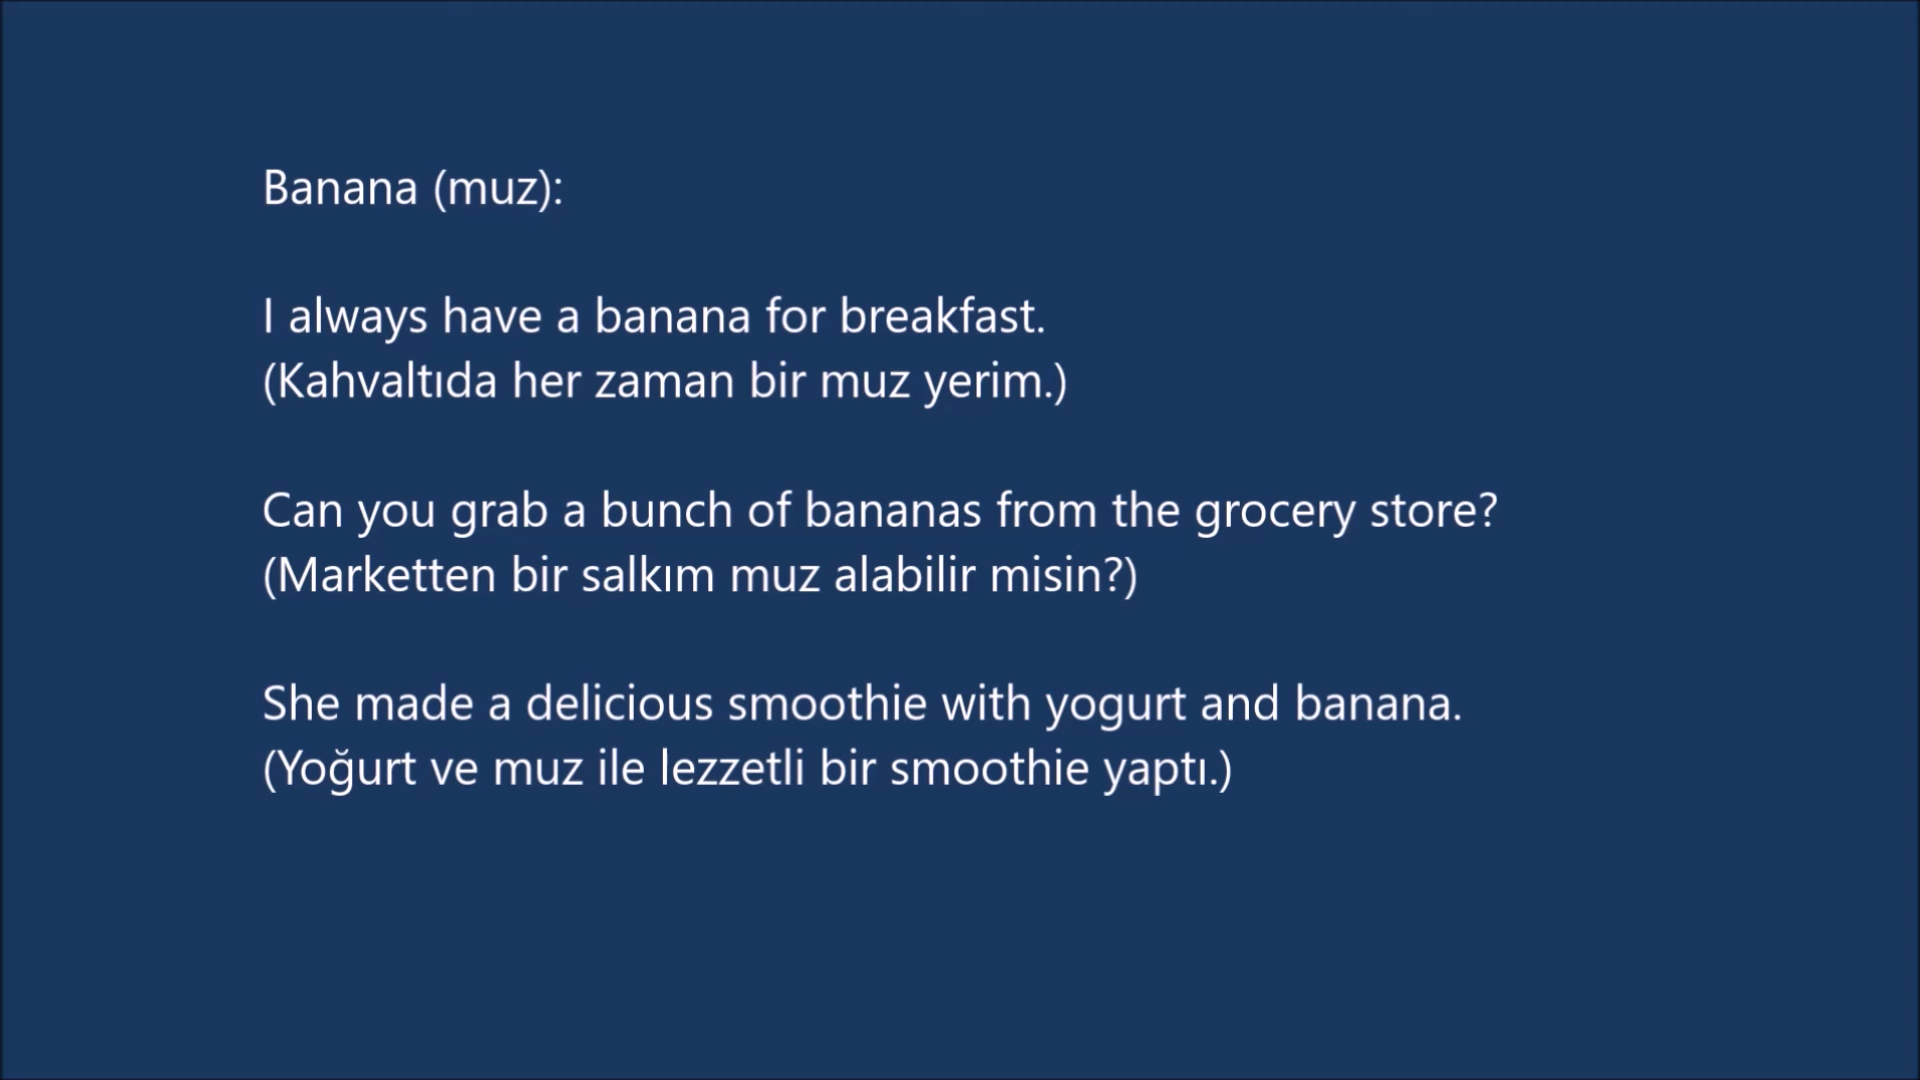 Banana (muz):
I always have a banana for breakfast.
(Kahvaltıda her zaman bir muz yerim.)
Can you grab a bunch of bananas from the grocery store?
(Marketten bir salkım muz alabilir misin?)
She made a delicious smoothie with yogurt and banana.
(Yoğurt ve muz ile lezzetli bir smoothie yaptı.)